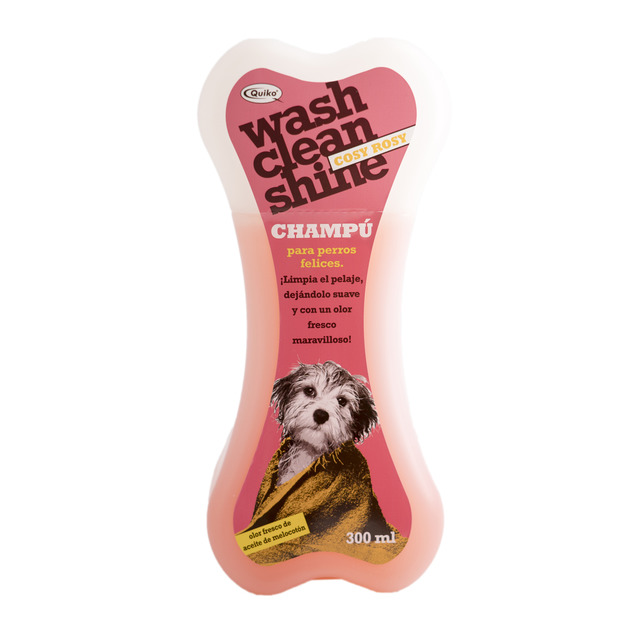 Quiko®
wash
clean
COSY ROSY
shine
CHAMPÚ
para perros
felices.
¡Limpia el pelaje,
dejándolo suave
y con un olor
fresco
maravilloso!
olor fresco de
aceite de melocotón
300 ml